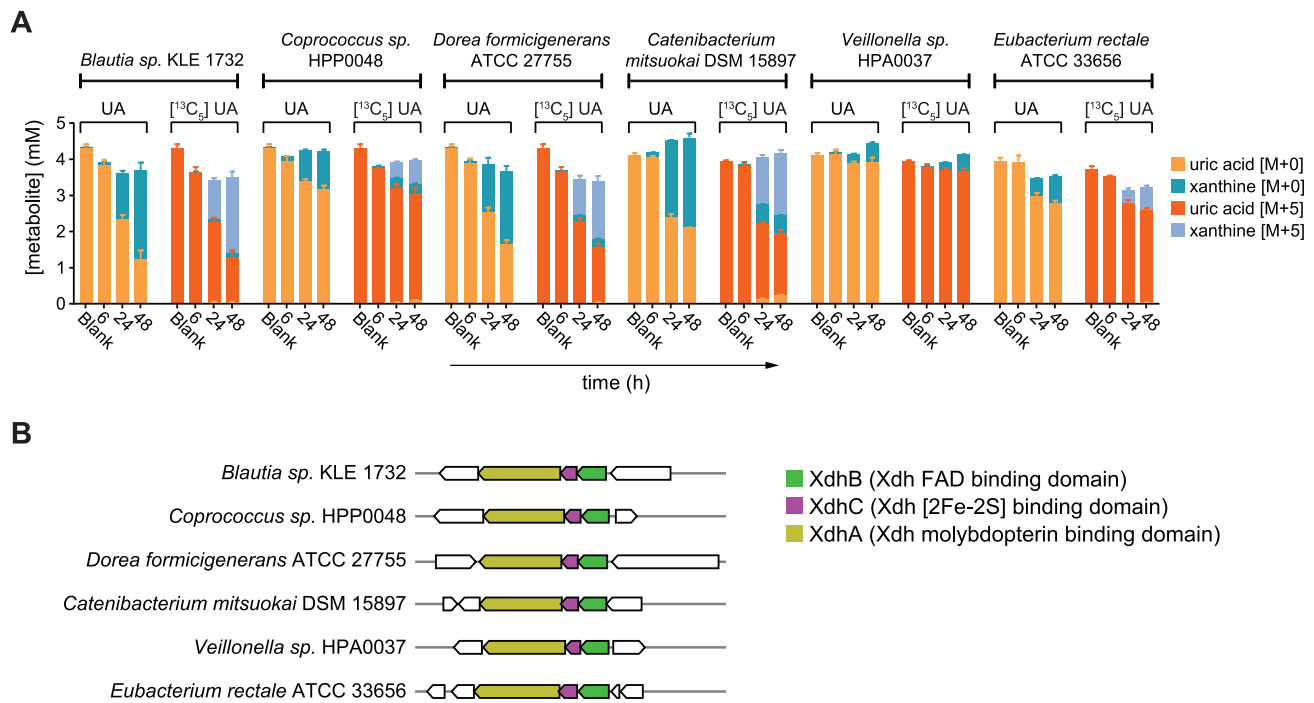 A
Blautia sp. KLE 1732
Coprococcus sp.
HPP0048
Dorea formicigenerans
ATCC 27755
Catenibacterium
mitsuokai DSM 15897
Veillonella sp.
HPA0037
Eubacterium rectale
ATCC 33656
UA [¹³C₅] UA UA [¹³C₅] UA UA [¹³C₅] UA UA [¹³C₅] UA UA [¹³C₅] UA UA [¹³C₅] UA
[metabolite] (mM)
5
4
3
2
1
0
uric acid [M+0]
xanthine [M+0]
uric acid [M+5]
xanthine [M+5]
Blank 6 24 48 Blank 6 24 48 Blank 6 24 48 Blank 6 24 48 Blank 6 24 48 Blank 6 24 48 Blank 6 24 48 Blank 6 24 48 Blank 6 24 48 Blank 6 24 48 Blank 6 24 48 Blank 6 24 48
time (h)
B
Blautia sp. KLE 1732
Coprococcus sp. HPP0048
Dorea formicigenerans ATCC 27755
Catenibacterium mitsuokai DSM 15897
Veillonella sp. HPA0037
Eubacterium rectale ATCC 33656
XdhB (Xdh FAD binding domain)
XdhC (Xdh [2Fe-2S] binding domain)
XdhA (Xdh molybdopterin binding domain)